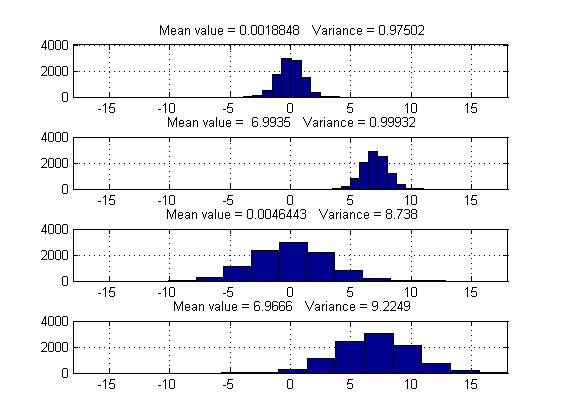 Mean value = 0.0018848 Variance = 0.97502
4000
2000
0
-15 -10 -5 0 5 10 15
Mean value = 6.9935 Variance = 0.99932
4000
2000
0
-15 -10 -5 0 5 10 15
Mean value = 0.0046443 Variance = 8.738
4000
2000
0
-15 -10 -5 0 5 10 15
Mean value = 6.9666 Variance = 9.2249
4000
2000
0
-15 -10 -5 0 5 10 15